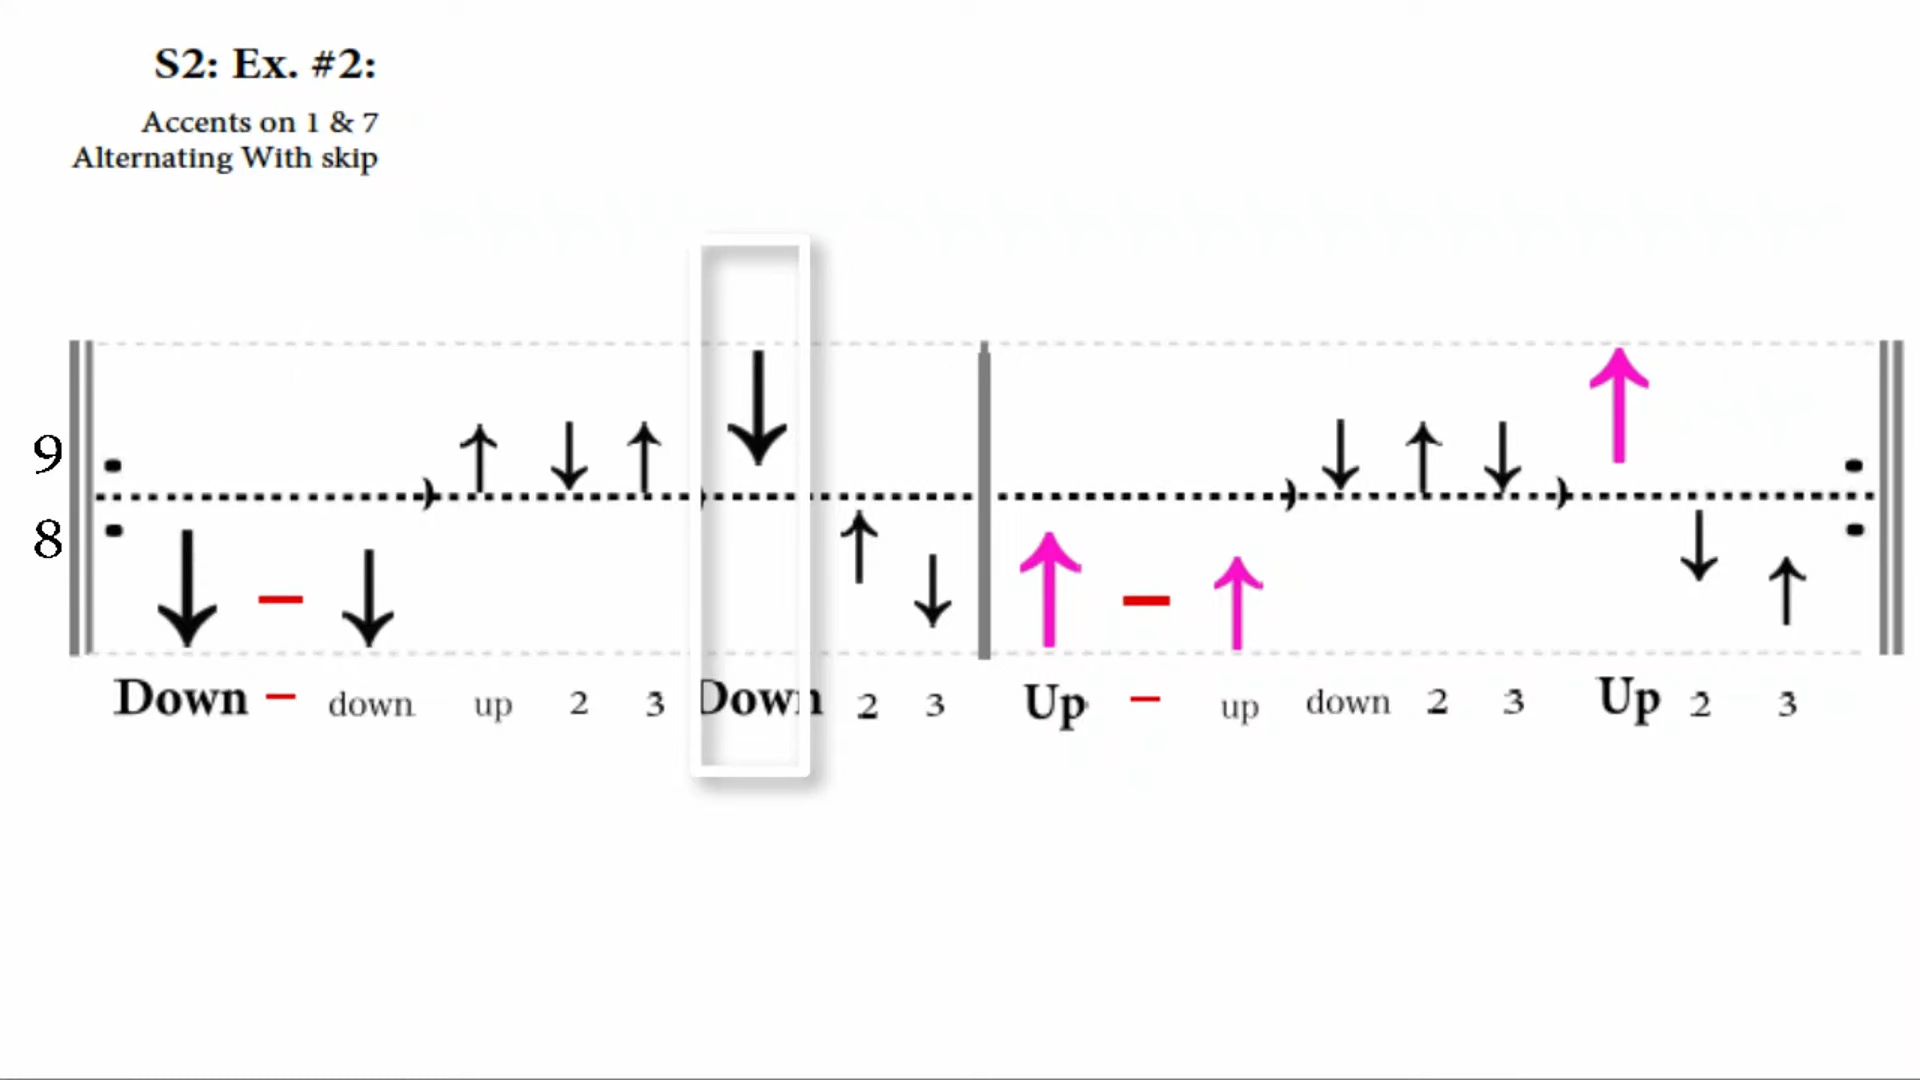 S2: Ex. #2:
Accents on 1 & 7
Alternating With skip
9
8
Down – down up 2 3 Down 2 3 Up – up down 2 3 Up 2 3